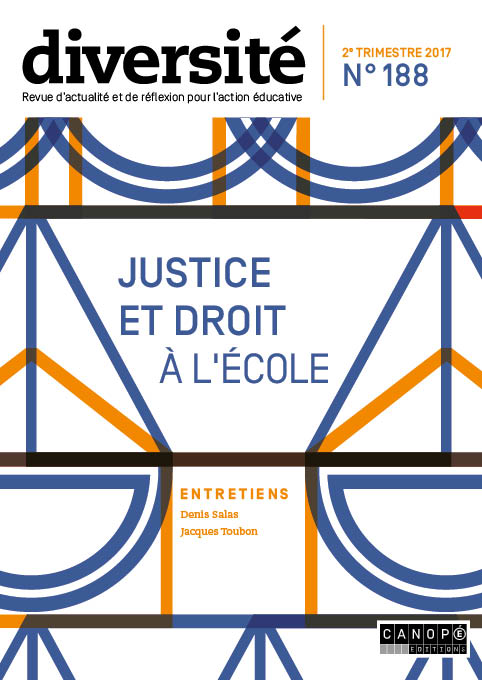 diversité
Revue d'actualité et de réflexion pour l'action éducative
2e TRIMESTRE 2017
N° 188
JUSTICE
ET DROIT
À L'ÉCOLE
ENTRETIENS
Denis Salas
Jacques Toubon
CANOPÉ
EDITIONS